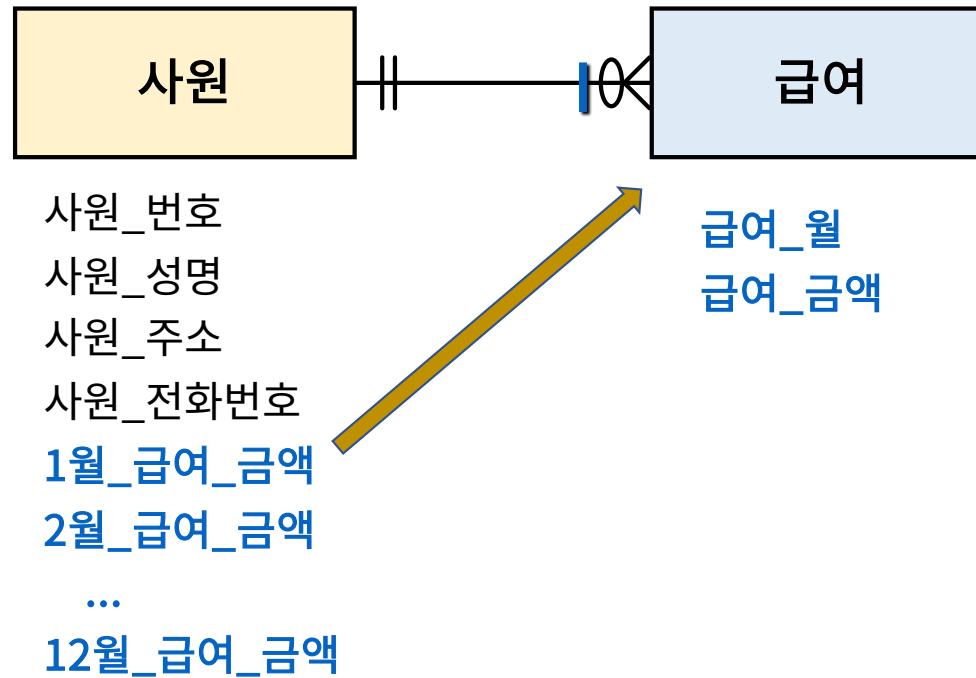 사원
급여
사원_번호
사원_성명
사원_주소
사원_전화번호
1월_급여_금액
2월_급여_금액
...
12월_급여_금액
급여_월
급여_금액